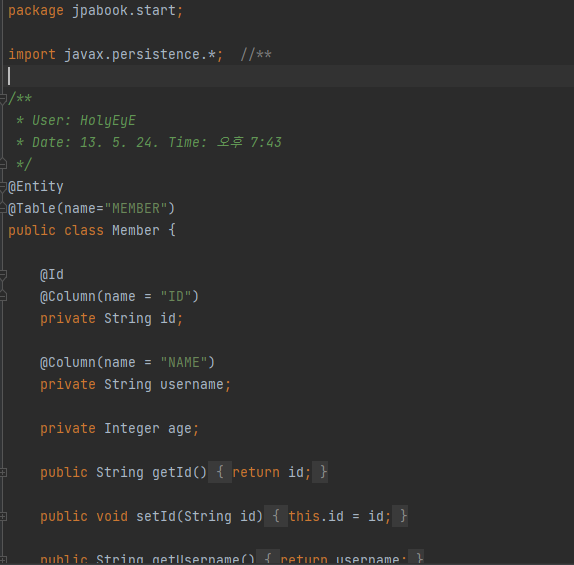 package jpabook.start;
import javax.persistence.*;  //**
/**
 * User: HolyEyE
 * Date: 13. 5. 24. Time: 오후 7:43
 */
@Entity
@Table(name="MEMBER")
public class Member {
    @Id
    @Column(name = "ID")
    private String id;
    @Column(name = "NAME")
    private String username;
    private Integer age;
    public String getId() { return id; }
    public void setId(String id) { this.id = id; }
    public String getUsername() { return username; }